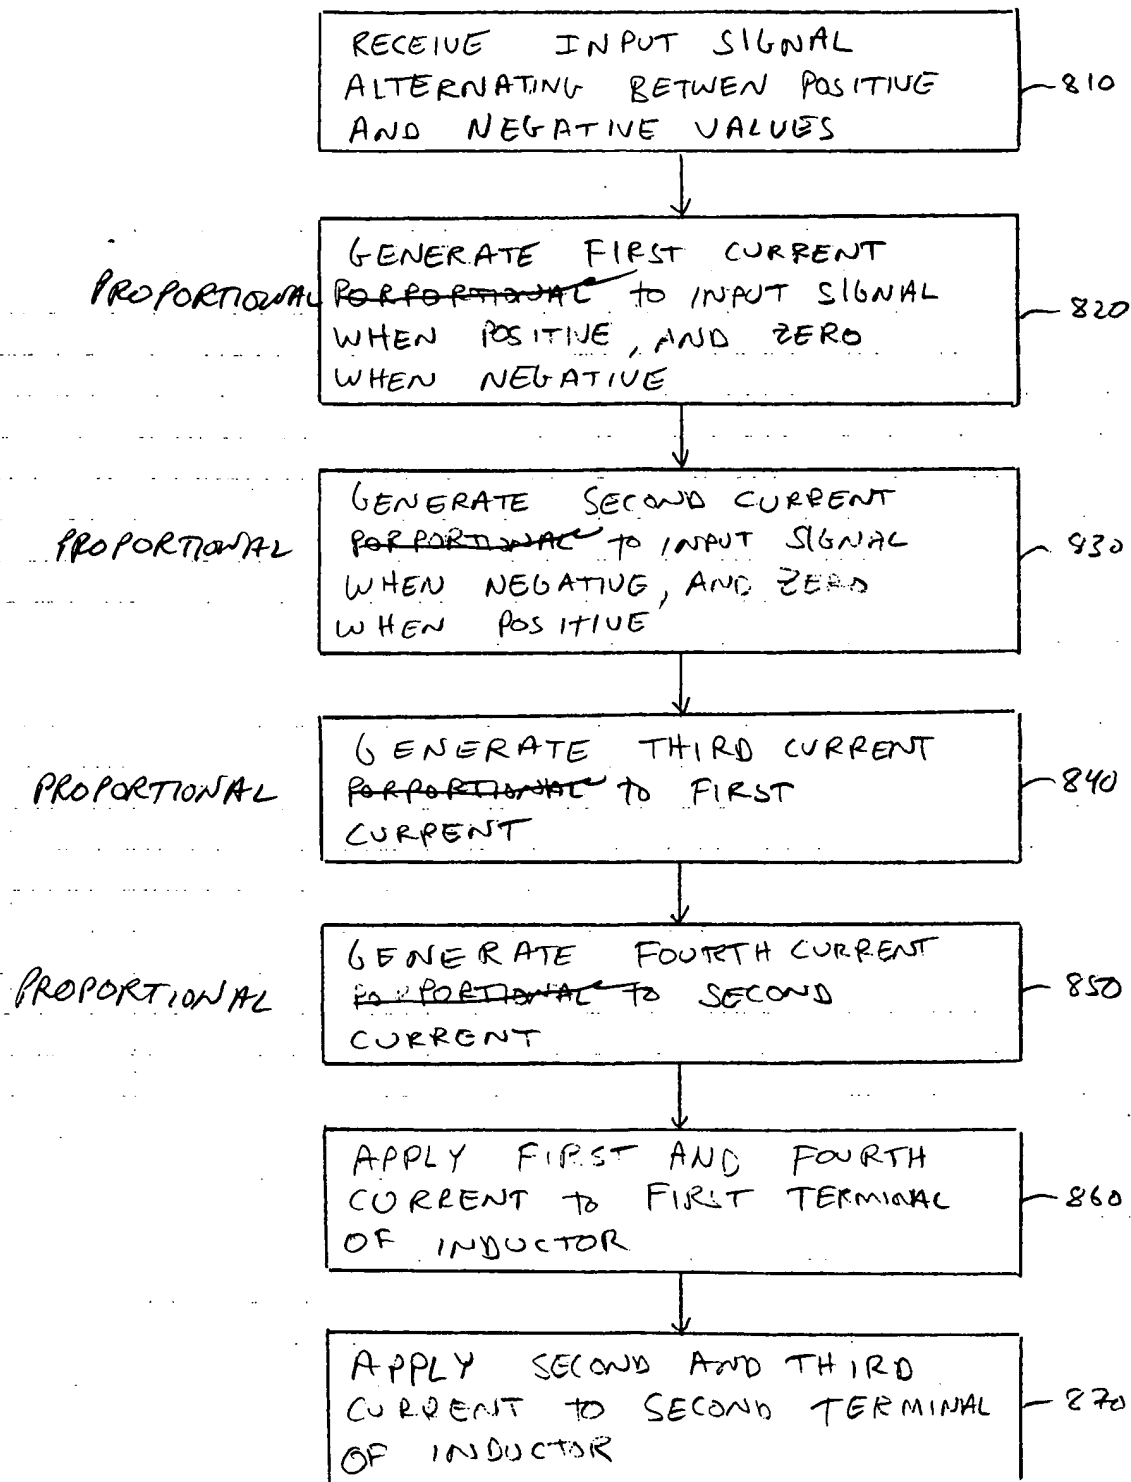 RECEIVE INPUT SIGNAL
ALTERNATING BETWEN POSITIVE
AND NEGATIVE VALUES
810
GENERATE FIRST CURRENT
PROPORTIONAL PORPORTIONAL TO INPUT SIGNAL
WHEN POSITIVE, AND ZERO
WHEN NEGATIVE
820
GENERATE SECOND CURRENT
PROPORTIONAL PORPORTIONAL TO INPUT SIGNAL
WHEN NEGATIVE, AND ZERO
WHEN POSITIVE
830
GENERATE THIRD CURRENT
PROPORTIONAL PORPORTIONAL TO FIRST
CURRENT
840
GENERATE FOURTH CURRENT
PROPORTIONAL PORPORTIONAL TO SECOND
CURRENT
850
APPLY FIRST AND FOURTH
CURRENT TO FIRST TERMINAL
OF INDUCTOR
860
APPLY SECOND AND THIRD
CURRENT TO SECOND TERMINAL
OF INDUCTOR
870